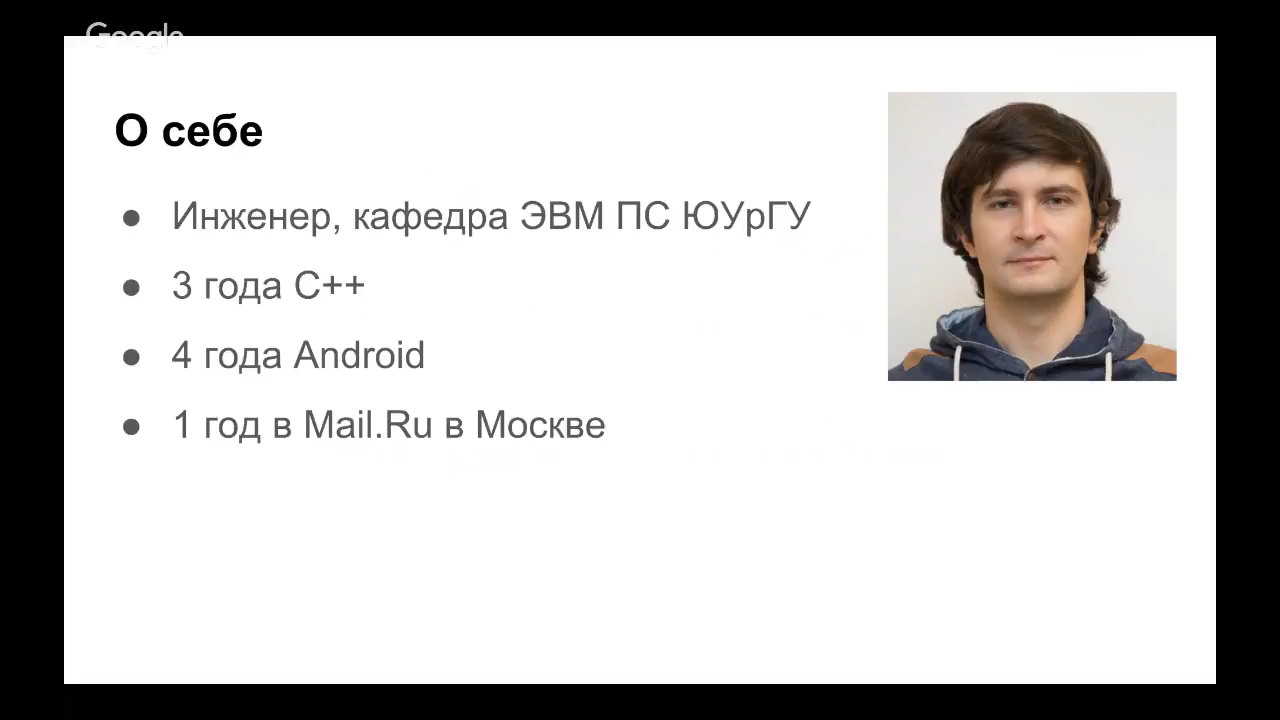 Google
О себе
● Инженер, кафедра ЭВМ ПС ЮУрГУ
● 3 года C++
● 4 года Android
● 1 год в Mail.Ru в Москве